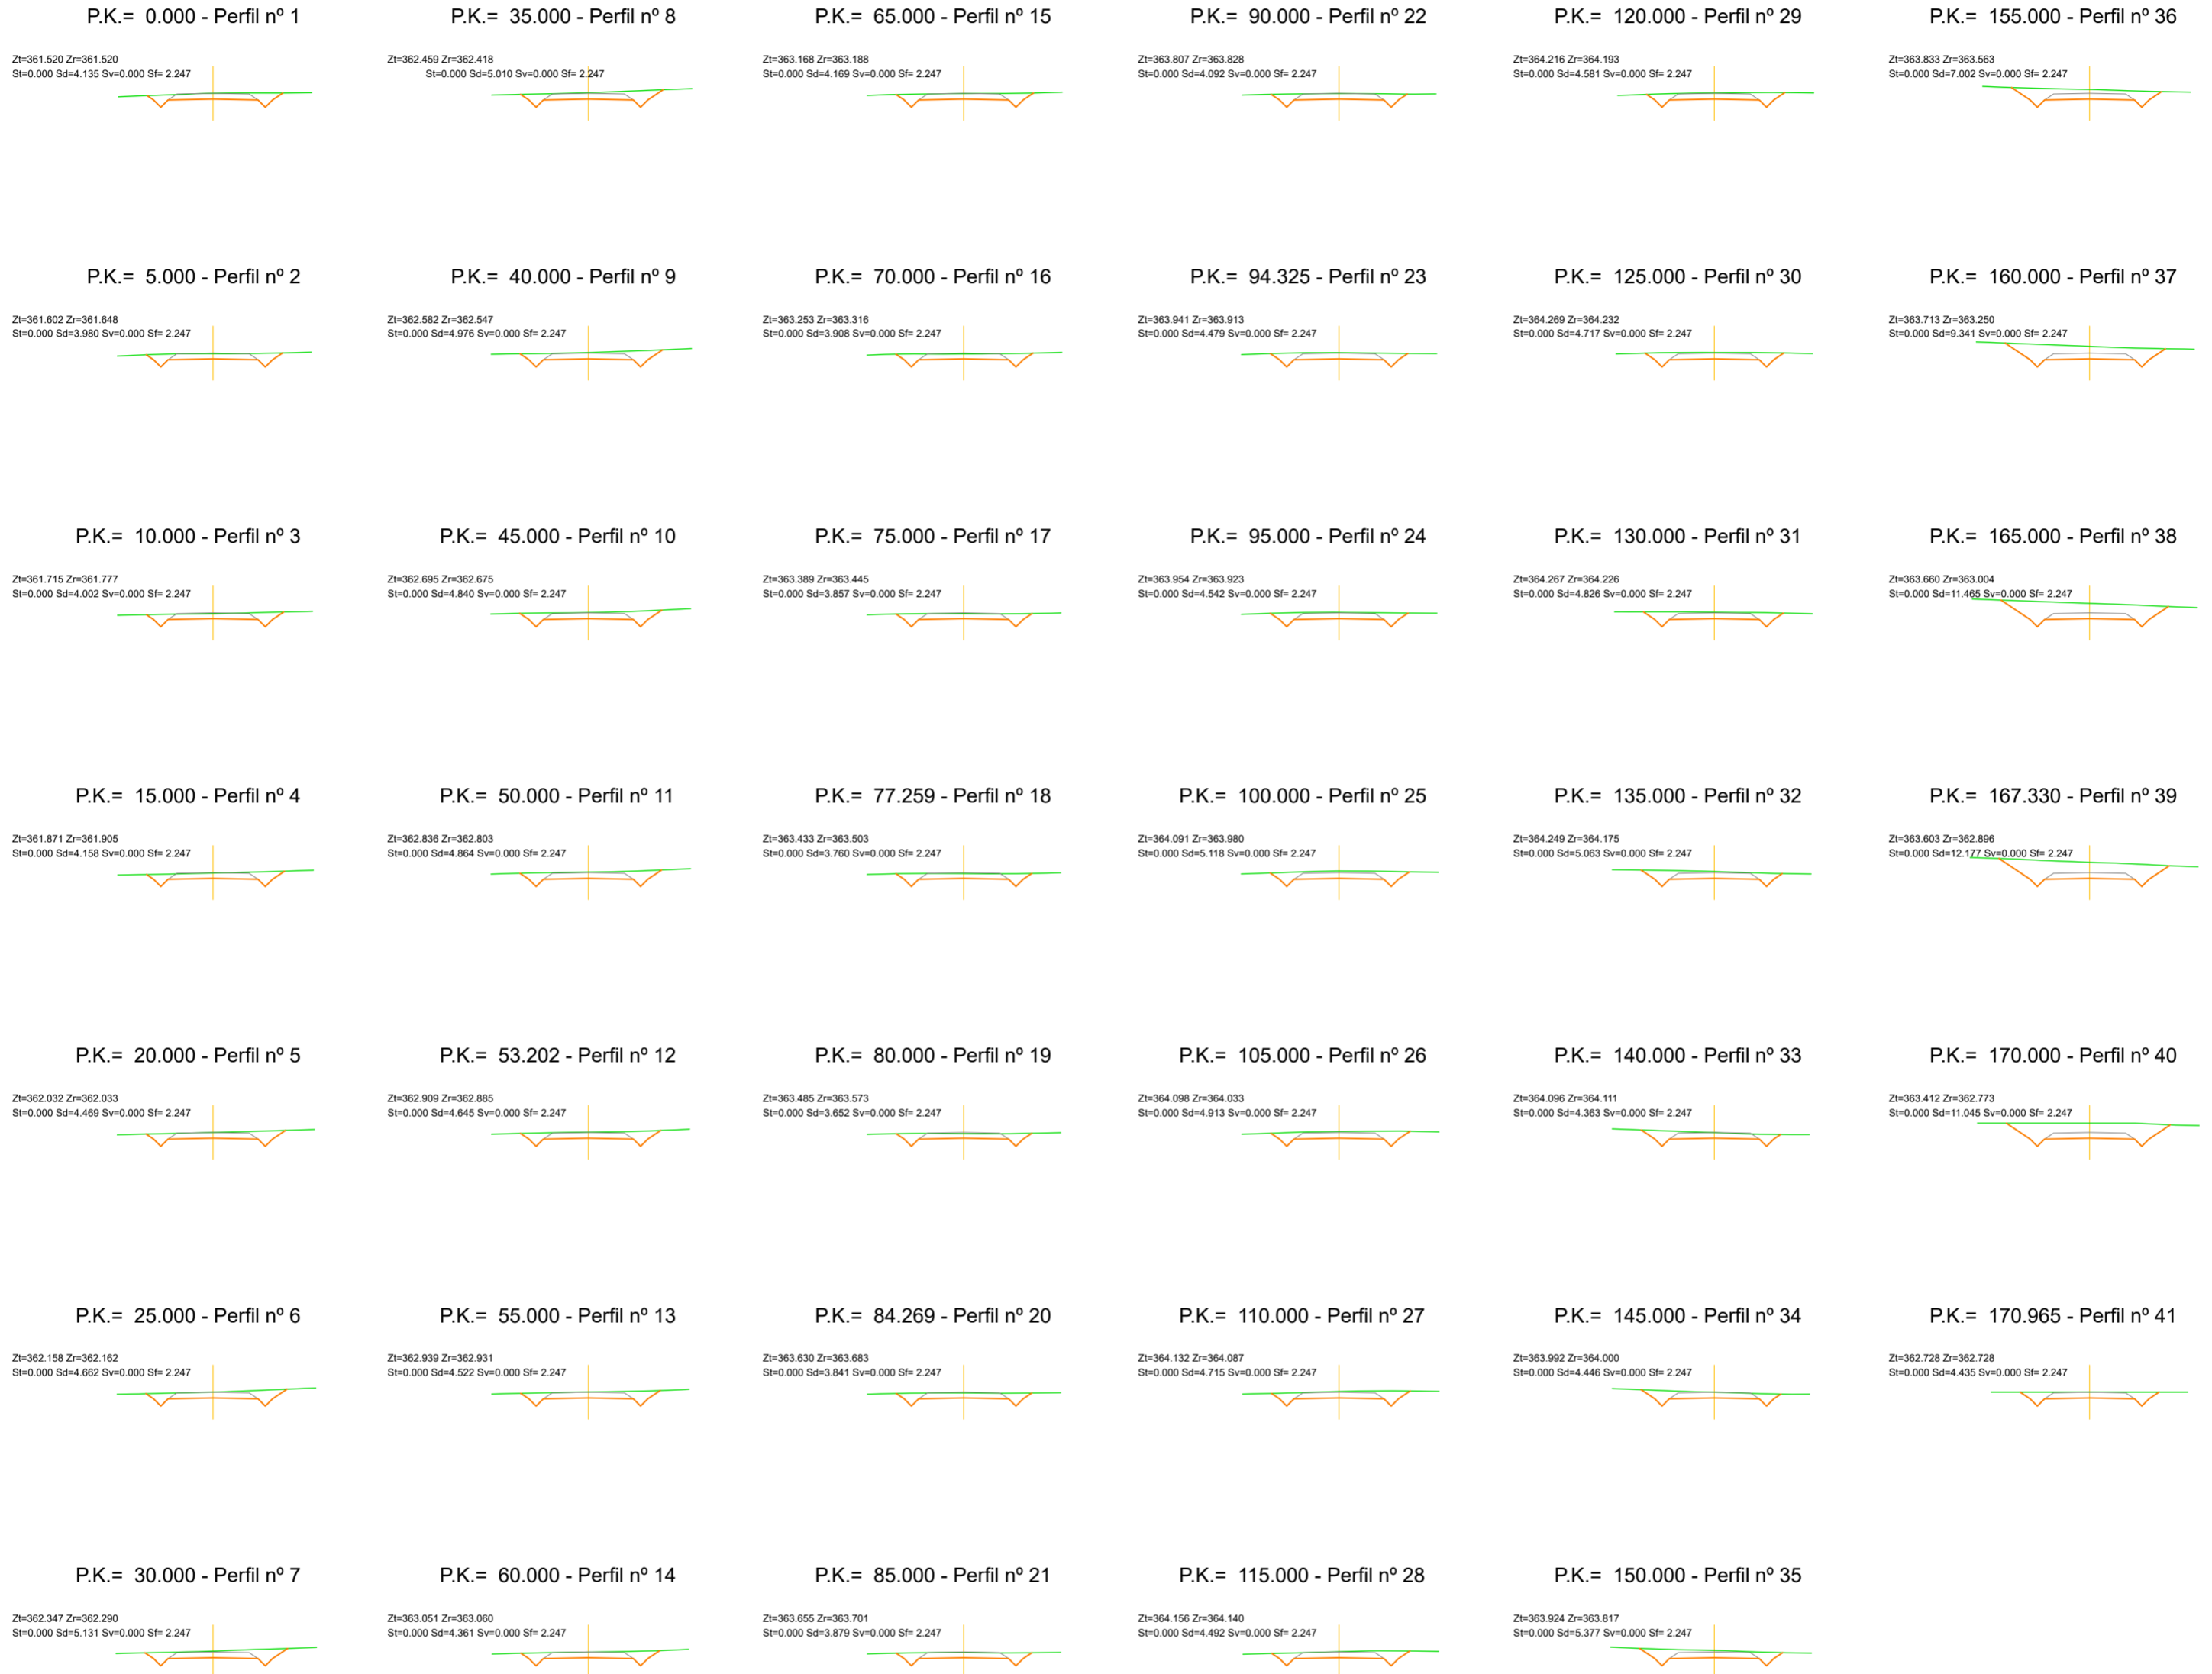 P.K.= 0.000 - Perfil nº 1
Zt=361.520 Zr=361.520
St=0.000 Sd=4.135 Sv=0.000 Sf= 2.247
P.K.= 5.000 - Perfil nº 2
Zt=361.602 Zr=361.648
St=0.000 Sd=3.980 Sv=0.000 Sf= 2.247
P.K.= 10.000 - Perfil nº 3
Zt=361.715 Zr=361.777
St=0.000 Sd=4.002 Sv=0.000 Sf= 2.247
P.K.= 15.000 - Perfil nº 4
Zt=361.871 Zr=361.905
St=0.000 Sd=4.158 Sv=0.000 Sf= 2.247
P.K.= 20.000 - Perfil nº 5
Zt=362.032 Zr=362.033
St=0.000 Sd=4.469 Sv=0.000 Sf= 2.247
P.K.= 25.000 - Perfil nº 6
Zt=362.158 Zr=362.162
St=0.000 Sd=4.662 Sv=0.000 Sf= 2.247
P.K.= 30.000 - Perfil nº 7
Zt=362.347 Zr=362.290
St=0.000 Sd=5.131 Sv=0.000 Sf= 2.247
P.K.= 35.000 - Perfil nº 8
Zt=362.459 Zr=362.418
St=0.000 Sd=5.010 Sv=0.000 Sf= 2.247
P.K.= 40.000 - Perfil nº 9
Zt=362.582 Zr=362.547
St=0.000 Sd=4.976 Sv=0.000 Sf= 2.247
P.K.= 45.000 - Perfil nº 10
Zt=362.695 Zr=362.675
St=0.000 Sd=4.840 Sv=0.000 Sf= 2.247
P.K.= 50.000 - Perfil nº 11
Zt=362.836 Zr=362.803
St=0.000 Sd=4.864 Sv=0.000 Sf= 2.247
P.K.= 53.202 - Perfil nº 12
Zt=362.909 Zr=362.885
St=0.000 Sd=4.645 Sv=0.000 Sf= 2.247
P.K.= 55.000 - Perfil nº 13
Zt=362.939 Zr=362.931
St=0.000 Sd=4.522 Sv=0.000 Sf= 2.247
P.K.= 60.000 - Perfil nº 14
Zt=363.051 Zr=363.060
St=0.000 Sd=4.361 Sv=0.000 Sf= 2.247
P.K.= 65.000 - Perfil nº 15
Zt=363.168 Zr=363.188
St=0.000 Sd=4.169 Sv=0.000 Sf= 2.247
P.K.= 70.000 - Perfil nº 16
Zt=363.253 Zr=363.316
St=0.000 Sd=3.908 Sv=0.000 Sf= 2.247
P.K.= 75.000 - Perfil nº 17
Zt=363.389 Zr=363.445
St=0.000 Sd=3.857 Sv=0.000 Sf= 2.247
P.K.= 77.259 - Perfil nº 18
Zt=363.433 Zr=363.503
St=0.000 Sd=3.760 Sv=0.000 Sf= 2.247
P.K.= 80.000 - Perfil nº 19
Zt=363.485 Zr=363.573
St=0.000 Sd=3.652 Sv=0.000 Sf= 2.247
P.K.= 84.269 - Perfil nº 20
Zt=363.630 Zr=363.683
St=0.000 Sd=3.841 Sv=0.000 Sf= 2.247
P.K.= 85.000 - Perfil nº 21
Zt=363.655 Zr=363.701
St=0.000 Sd=3.879 Sv=0.000 Sf= 2.247
P.K.= 90.000 - Perfil nº 22
Zt=363.807 Zr=363.828
St=0.000 Sd=4.092 Sv=0.000 Sf= 2.247
P.K.= 94.325 - Perfil nº 23
Zt=363.941 Zr=363.913
St=0.000 Sd=4.479 Sv=0.000 Sf= 2.247
P.K.= 95.000 - Perfil nº 24
Zt=363.954 Zr=363.923
St=0.000 Sd=4.542 Sv=0.000 Sf= 2.247
P.K.= 100.000 - Perfil nº 25
Zt=364.091 Zr=363.980
St=0.000 Sd=5.118 Sv=0.000 Sf= 2.247
P.K.= 105.000 - Perfil nº 26
Zt=364.098 Zr=364.033
St=0.000 Sd=4.913 Sv=0.000 Sf= 2.247
P.K.= 110.000 - Perfil nº 27
Zt=364.132 Zr=364.087
St=0.000 Sd=4.715 Sv=0.000 Sf= 2.247
P.K.= 115.000 - Perfil nº 28
Zt=364.156 Zr=364.140
St=0.000 Sd=4.492 Sv=0.000 Sf= 2.247
P.K.= 120.000 - Perfil nº 29
Zt=364.216 Zr=364.193
St=0.000 Sd=4.581 Sv=0.000 Sf= 2.247
P.K.= 125.000 - Perfil nº 30
Zt=364.269 Zr=364.232
St=0.000 Sd=4.717 Sv=0.000 Sf= 2.247
P.K.= 130.000 - Perfil nº 31
Zt=364.267 Zr=364.226
St=0.000 Sd=4.826 Sv=0.000 Sf= 2.247
P.K.= 135.000 - Perfil nº 32
Zt=364.249 Zr=364.175
St=0.000 Sd=5.063 Sv=0.000 Sf= 2.247
P.K.= 140.000 - Perfil nº 33
Zt=364.096 Zr=364.111
St=0.000 Sd=4.363 Sv=0.000 Sf= 2.247
P.K.= 145.000 - Perfil nº 34
Zt=363.992 Zr=364.000
St=0.000 Sd=4.446 Sv=0.000 Sf= 2.247
P.K.= 150.000 - Perfil nº 35
Zt=363.924 Zr=363.817
St=0.000 Sd=5.377 Sv=0.000 Sf= 2.247
P.K.= 155.000 - Perfil nº 36
Zt=363.833 Zr=363.563
St=0.000 Sd=7.002 Sv=0.000 Sf= 2.247
P.K.= 160.000 - Perfil nº 37
Zt=363.713 Zr=363.250
St=0.000 Sd=9.341 Sv=0.000 Sf= 2.247
P.K.= 165.000 - Perfil nº 38
Zt=363.660 Zr=363.004
St=0.000 Sd=11.465 Sv=0.000 Sf= 2.247
P.K.= 167.330 - Perfil nº 39
Zt=363.603 Zr=362.896
St=0.000 Sd=12.177 Sv=0.000 Sf= 2.247
P.K.= 170.000 - Perfil nº 40
Zt=363.412 Zr=362.773
St=0.000 Sd=11.045 Sv=0.000 Sf= 2.247
P.K.= 170.965 - Perfil nº 41
Zt=362.728 Zr=362.728
St=0.000 Sd=4.435 Sv=0.000 Sf= 2.247